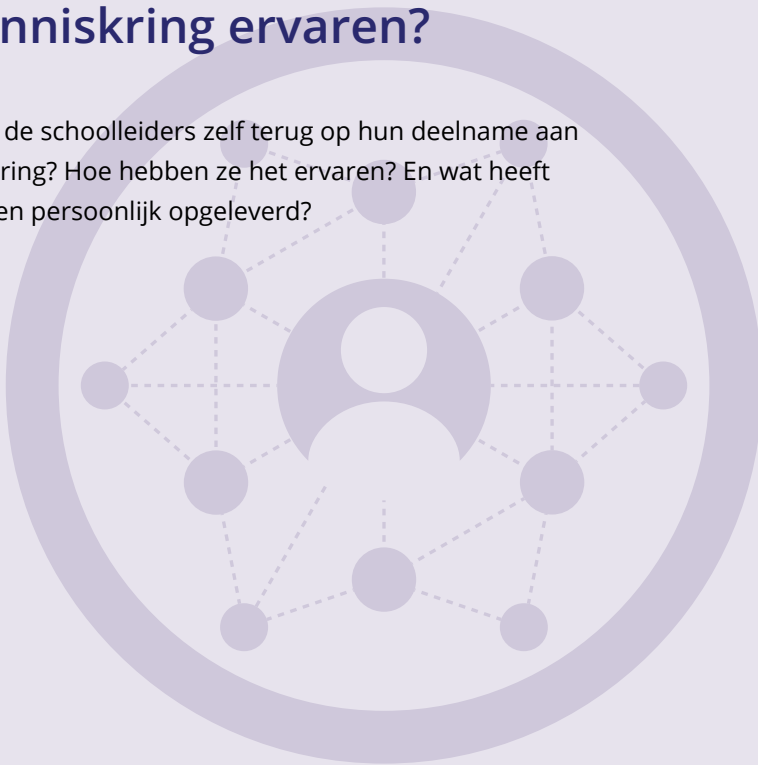 nniskring ervaren?
de schoolleiders zelf terug op hun deelname aan
ring? Hoe hebben ze het ervaren? En wat heeft
en persoonlijk opgeleverd?